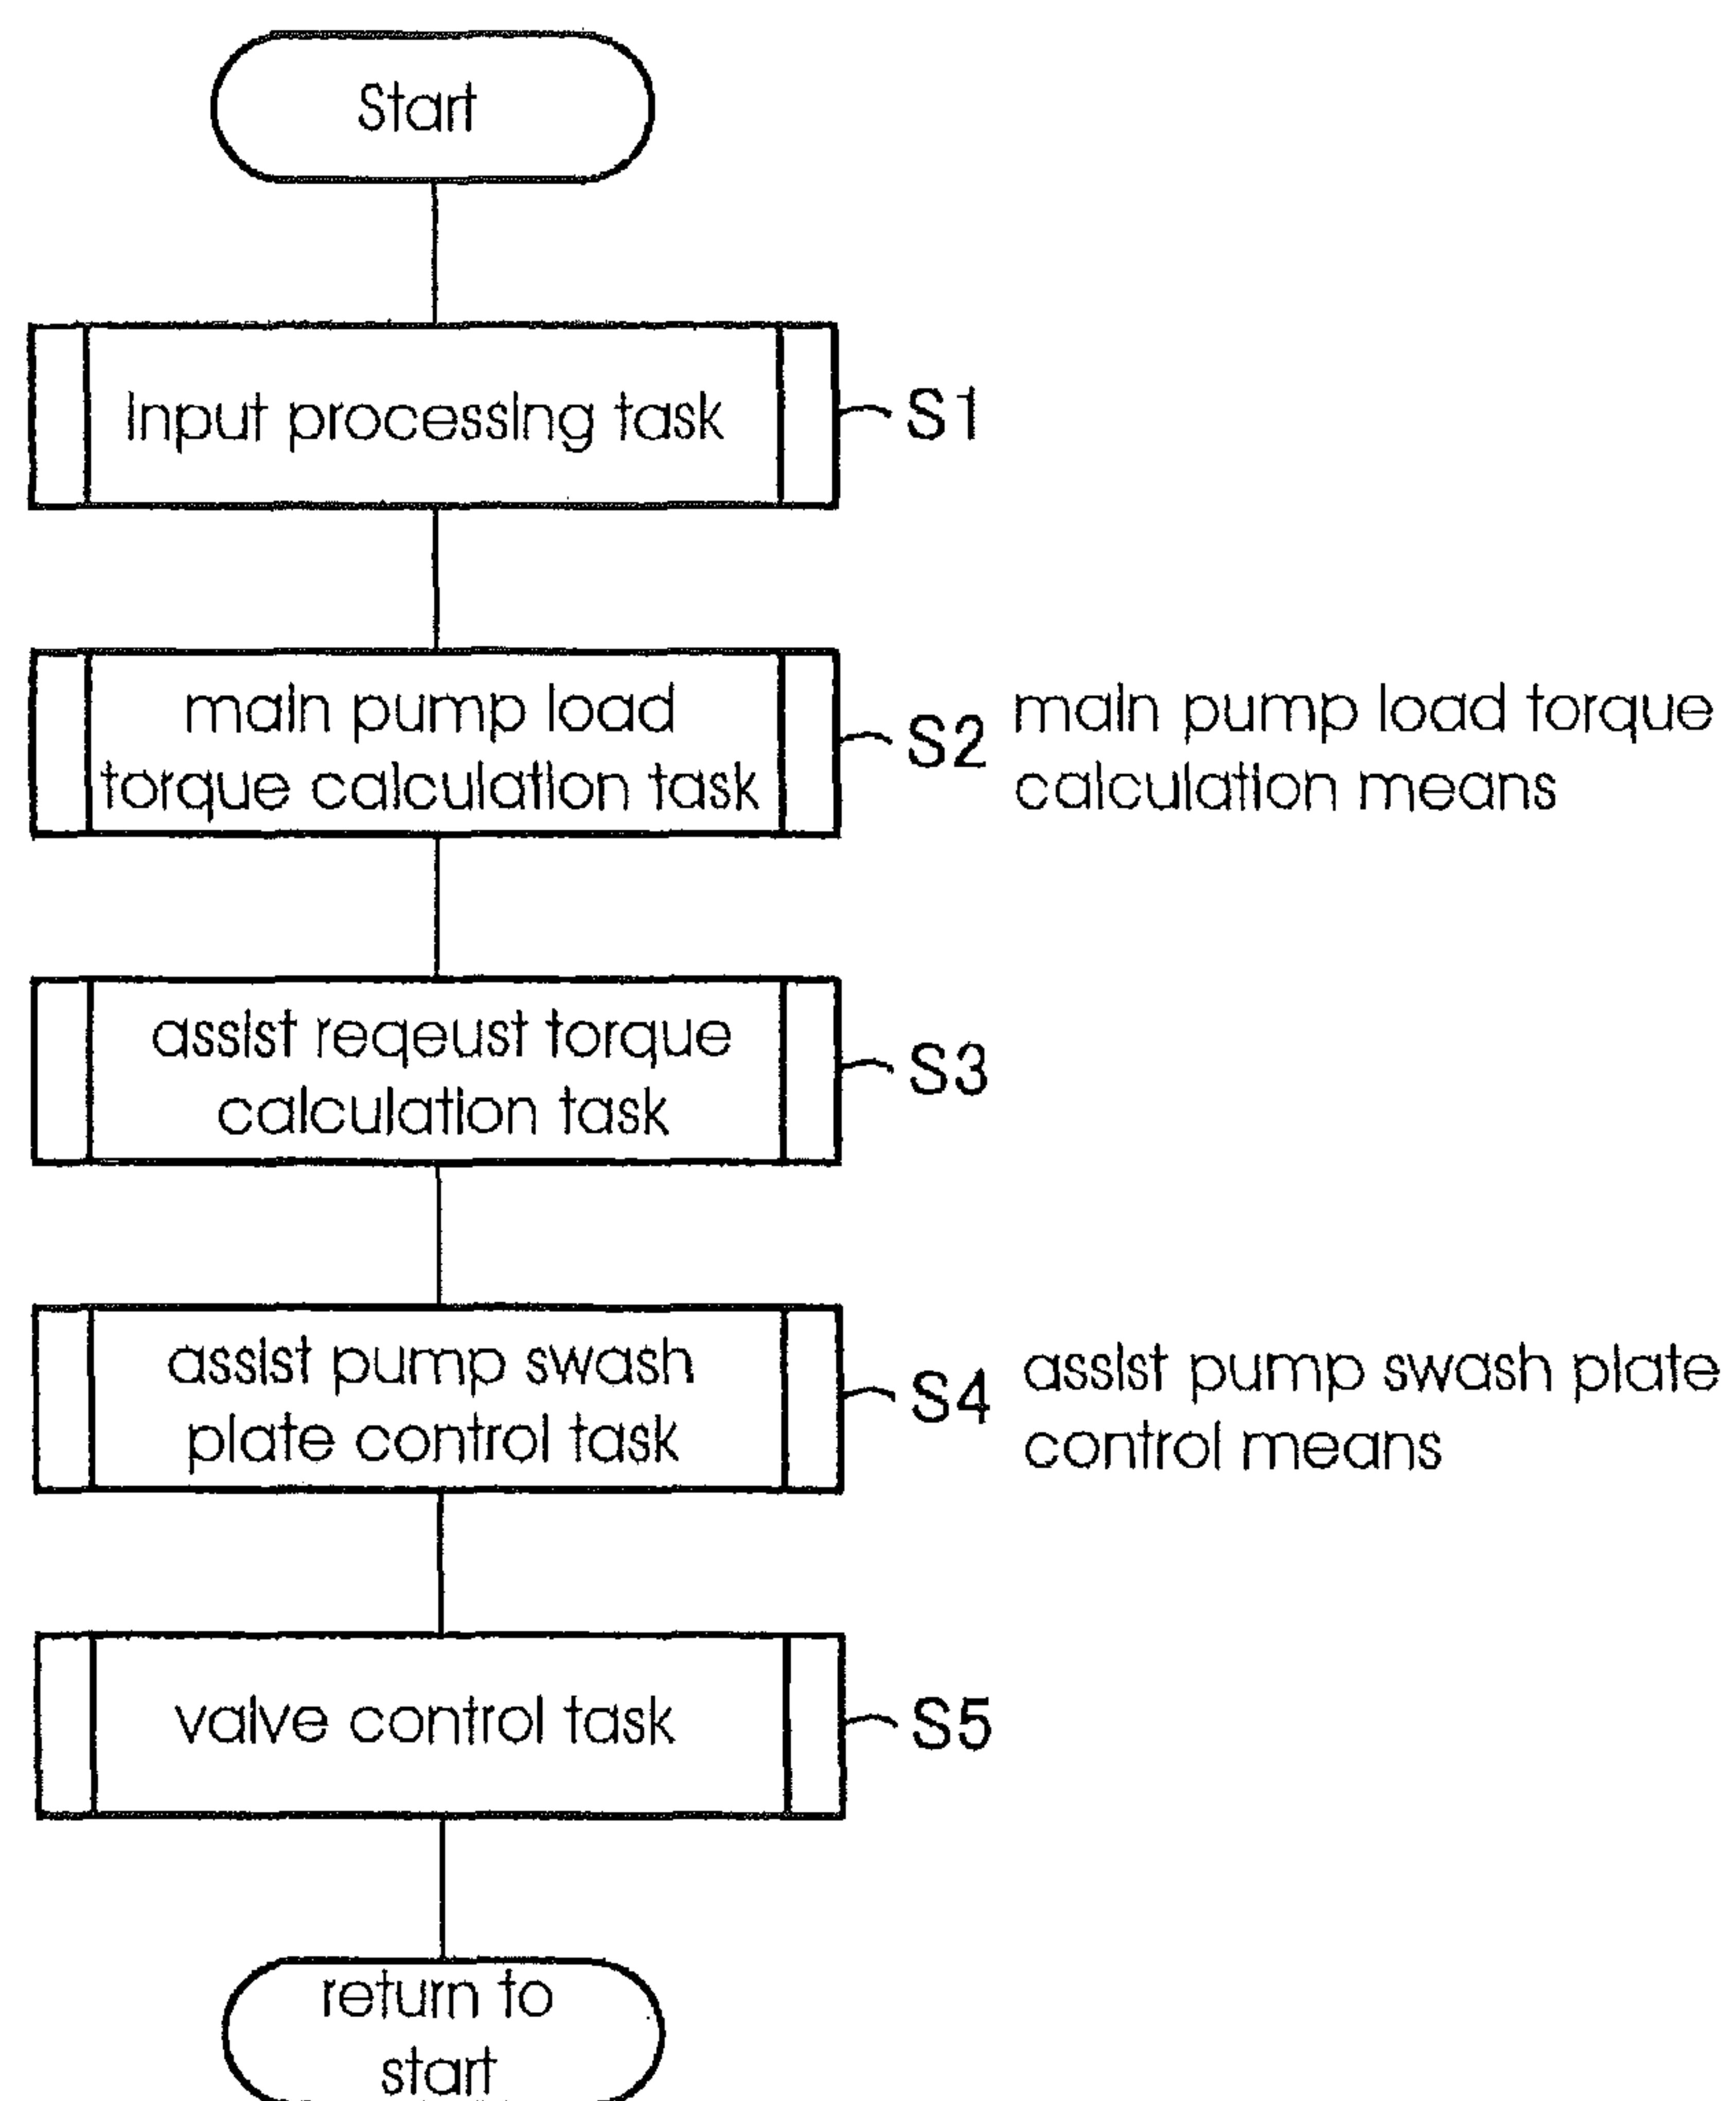 Start
input processing task
S1
main pump load
torque calculation task
S2
main pump load torque
calculation means
assist reqeust torque
calculation task
S3
assist pump swash
plate control task
S4
assist pump swash plate
control means
valve control task
S5
return to
start